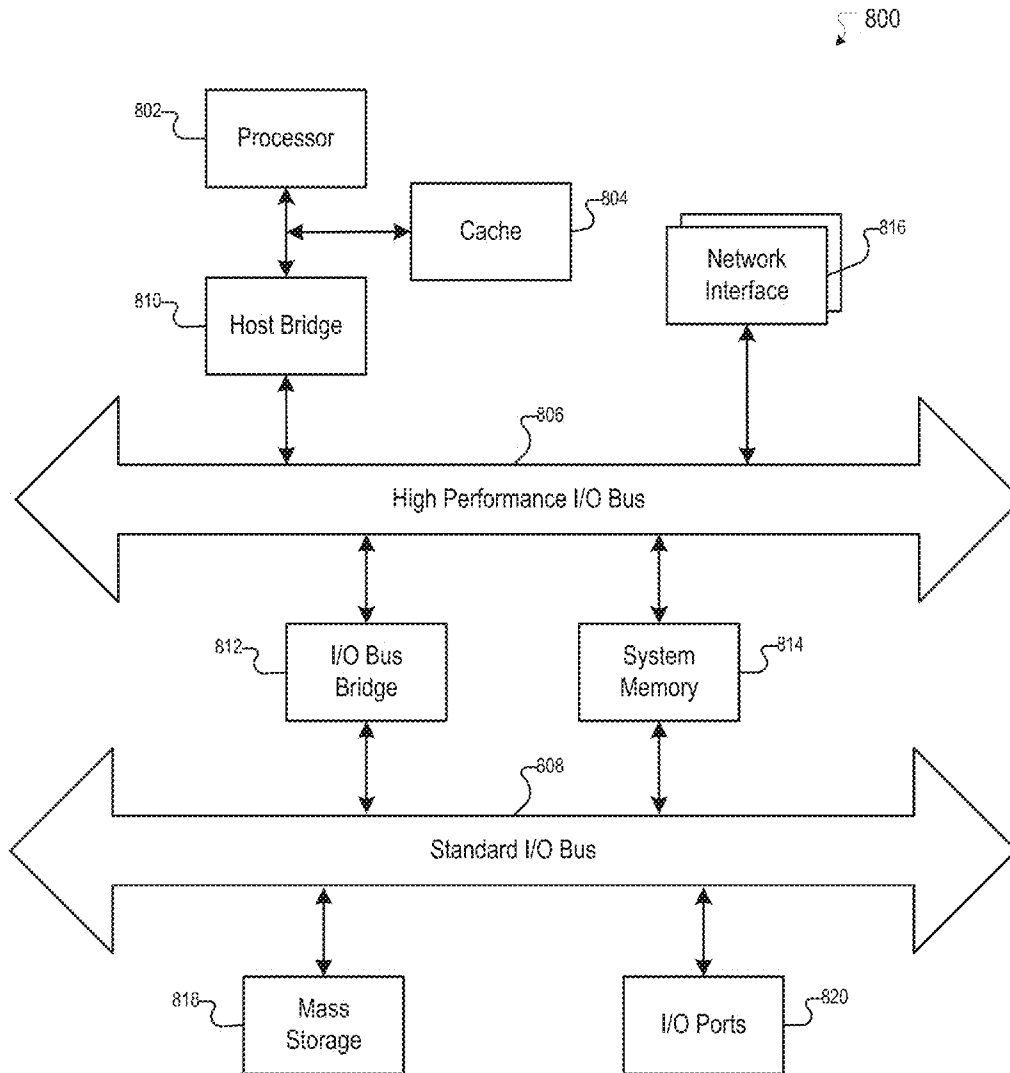 800
802
Processor
804
Cache
816
Network
Interface
810
Host Bridge
806
High Performance I/O Bus
812
I/O Bus
Bridge
System
Memory
814
808
Standard I/O Bus
818
Mass
Storage
I/O Ports
820